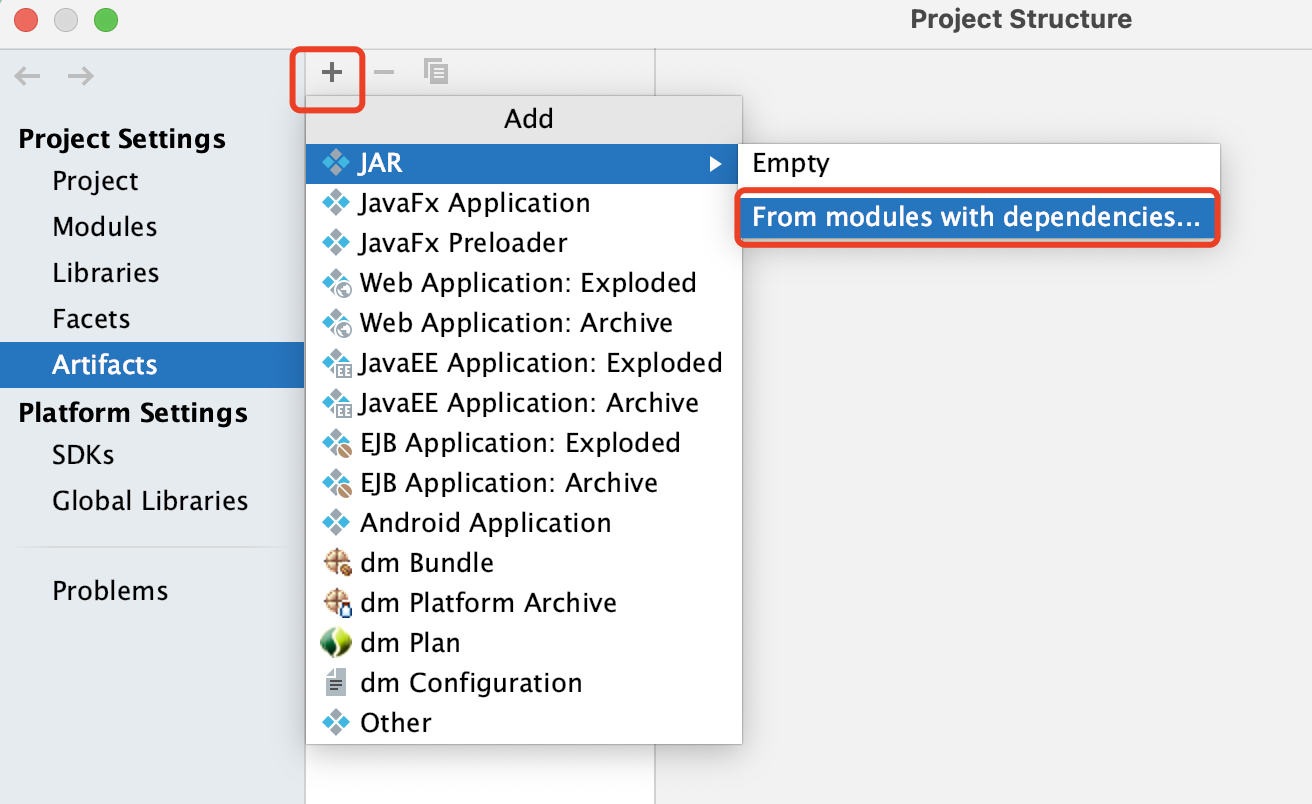 Project Structure
Project Settings
Project
Modules
Libraries
Facets
Artifacts
Platform Settings
SDKs
Global Libraries
Problems
Add
JAR
JavaFx Application
JavaFx Preloader
Web Application: Exploded
Web Application: Archive
JavaEE Application: Exploded
JavaEE Application: Archive
EJB Application: Exploded
EJB Application: Archive
Android Application
dm Bundle
dm Platform Archive
dm Plan
dm Configuration
Other
Empty
From modules with dependencies...